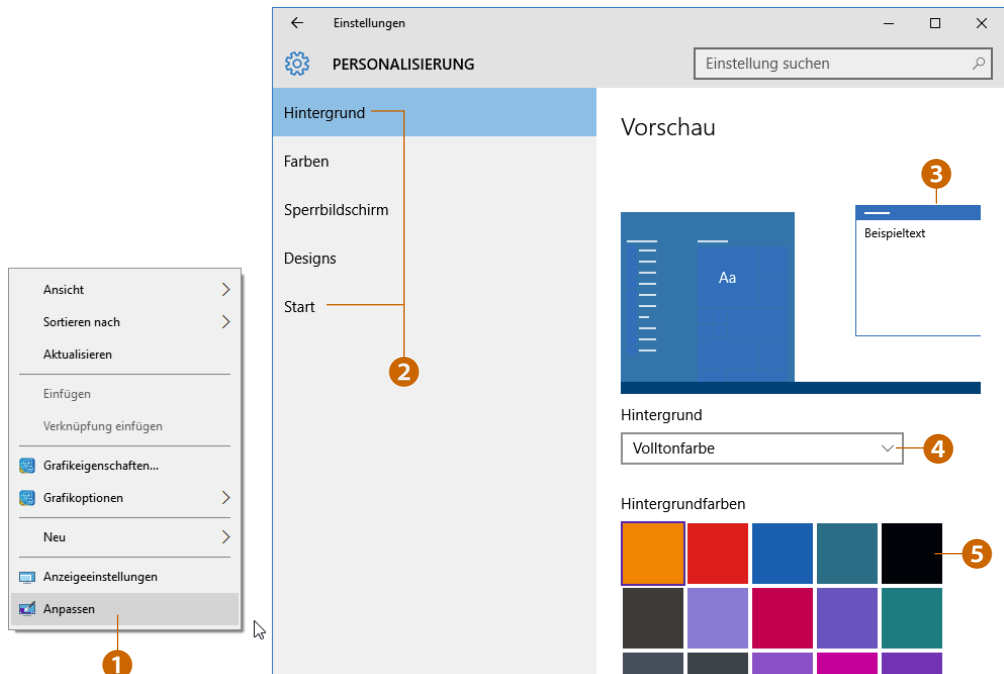 Einstellungen
PERSONALISIERUNG
Einstellung suchen
Hintergrund
Farben
Sperrbildschirm
Designs
Start
2
Vorschau
3
Beispieltext
Aa
Hintergrund
Volltonfarbe
4
Hintergrundfarben
5
Ansicht
Sortieren nach
Aktualisieren
Einfügen
Verknüpfung einfügen
Grafikeigenschaften...
Grafikoptionen
Neu
Anzeigeeinstellungen
Anpassen
1